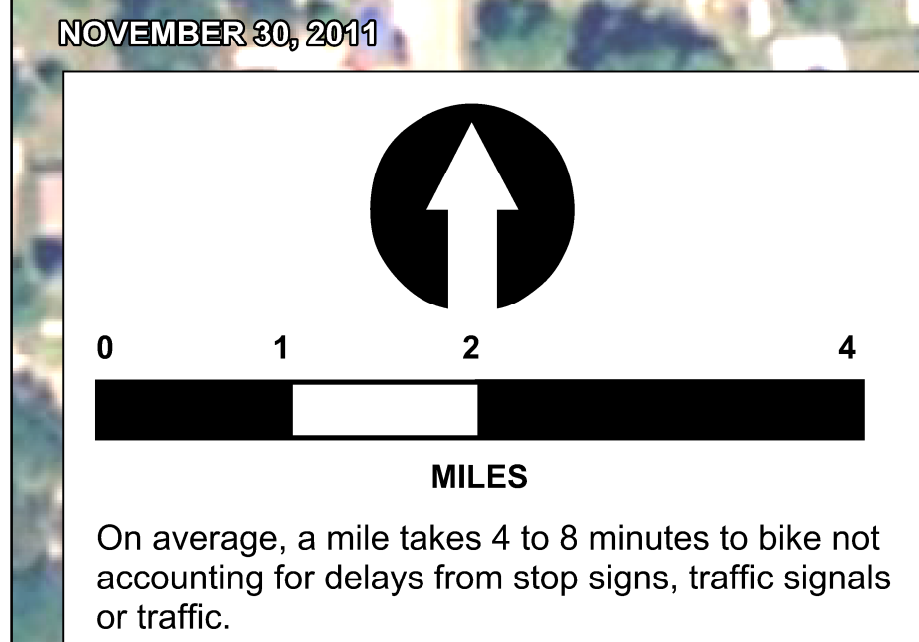 NOVEMBER 30, 2011
0 1 2 4
MILES
On average, a mile takes 4 to 8 minutes to bike not
accounting for delays from stop signs, traffic signals
or traffic.